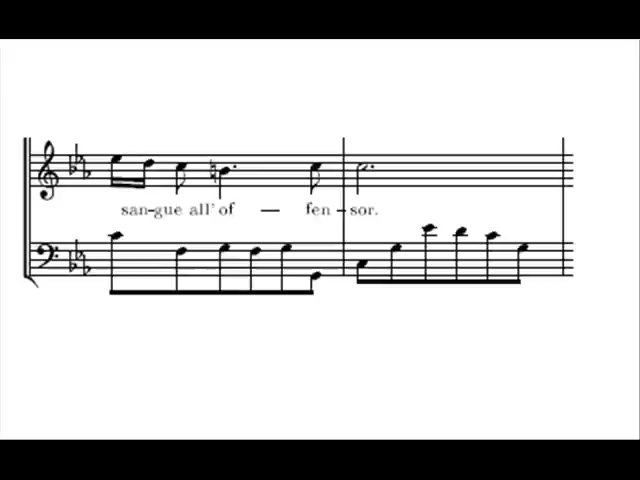 san-gue all' of — fen-sor.